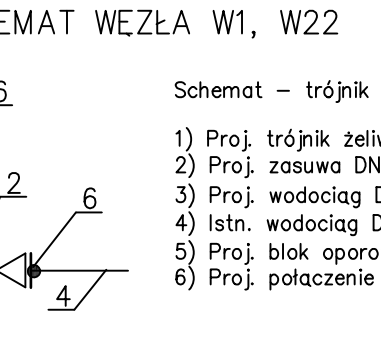 EMAT WĘZŁA W1, W22
6
Schemat – trójnik
1) Proj. trójnik żeliw
2) Proj. zasuwa DN
3) Proj. wodociąg D
4) Istn. wodociąg D
5) Proj. blok oporo
6) Proj. połączenie
2
6
4